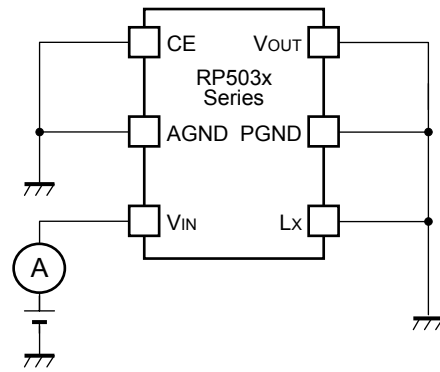 CE
VOUT
RP503x
Series
AGND
PGND
VIN
LX
A